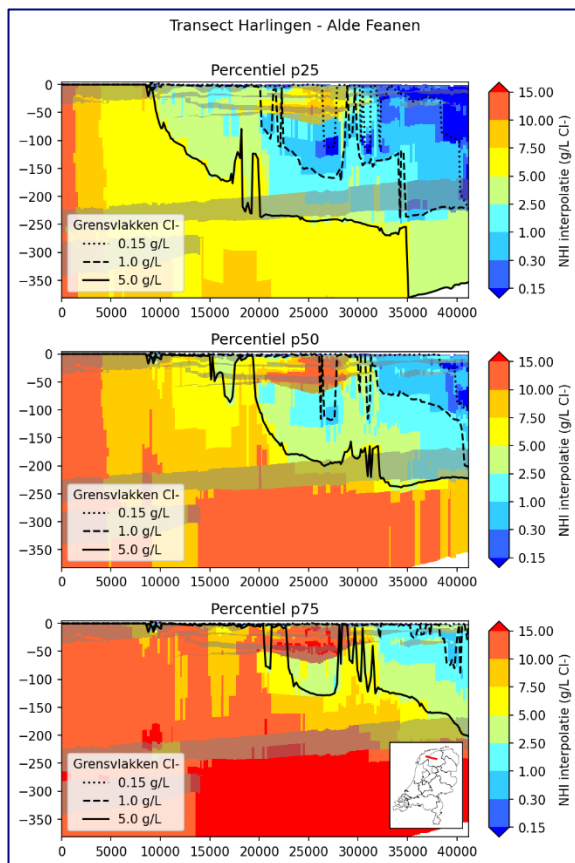 Transect Harlingen - Alde Feanen
Percentiel p25
0
−50
−100
−150
−200
−250
−300
−350
Grensvlakken Cl-
0.15 g/L
1.0 g/L
5.0 g/L
0 5000 10000 15000 20000 25000 30000 35000 40000
15.00
10.00
7.50
5.00
2.50
1.00
0.30
0.15
NHI interpolatie (g/L Cl-)
Percentiel p50
0
−50
−100
−150
−200
−250
−300
−350
Grensvlakken Cl-
0.15 g/L
1.0 g/L
5.0 g/L
0 5000 10000 15000 20000 25000 30000 35000 40000
15.00
10.00
7.50
5.00
2.50
1.00
0.30
0.15
NHI interpolatie (g/L Cl-)
Percentiel p75
0
−50
−100
−150
−200
−250
−300
−350
Grensvlakken Cl-
0.15 g/L
1.0 g/L
5.0 g/L
0 5000 10000 15000 20000 25000 30000 35000 40000
15.00
10.00
7.50
5.00
2.50
1.00
0.30
0.15
NHI interpolatie (g/L Cl-)